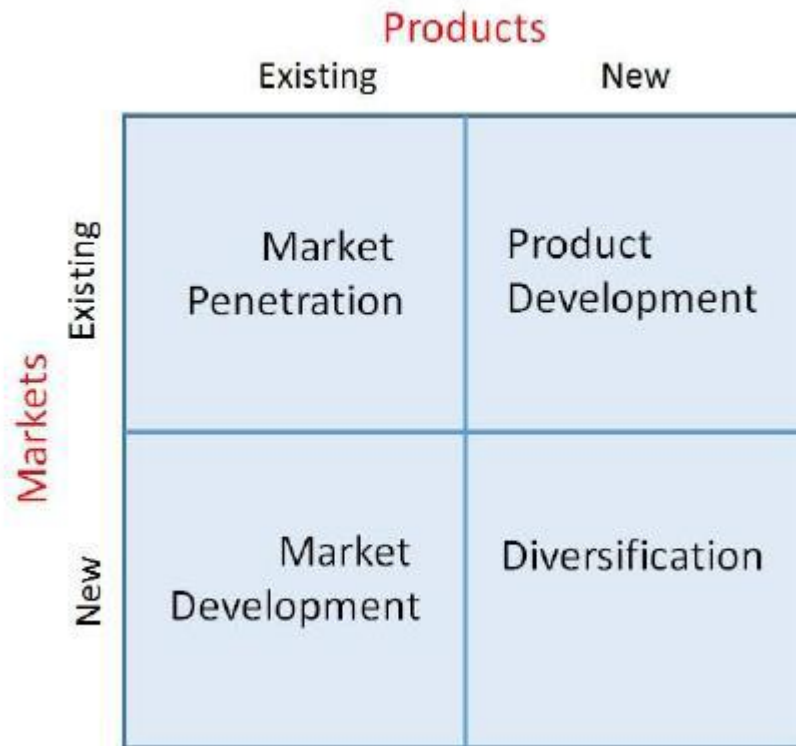 Products
Existing
New
Markets
Existing
Market
Penetration
Product
Development
New
Market
Development
Diversification